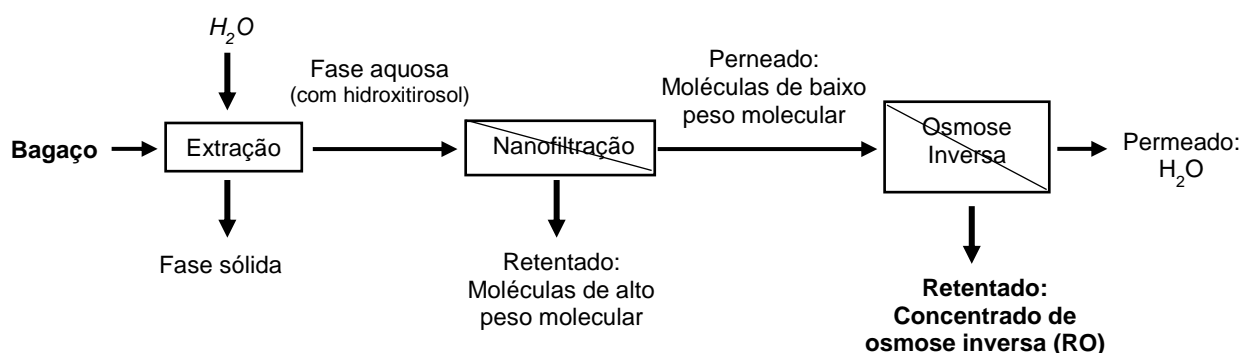 H2O
Fase aquosa
(com hidroxitirosol)
Perneado:
Moléculas de baixo
peso molecular
Bagaço
Extração
Nanofiltração
Osmose
Inversa
Permeado:
H2O
Fase sólida
Retentado:
Moléculas de alto
peso molecular
Retentado:
Concentrado de
osmose inversa (RO)